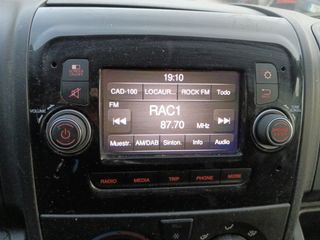 19:10
CAD-100 LOCAUR... ROCK FM Todo
FM
RAC1
87.70 MHz
Muestr. AM/DAB Sinton. Info Audio
VOLUME
RADIO MEDIA TRIP PHONE MORE